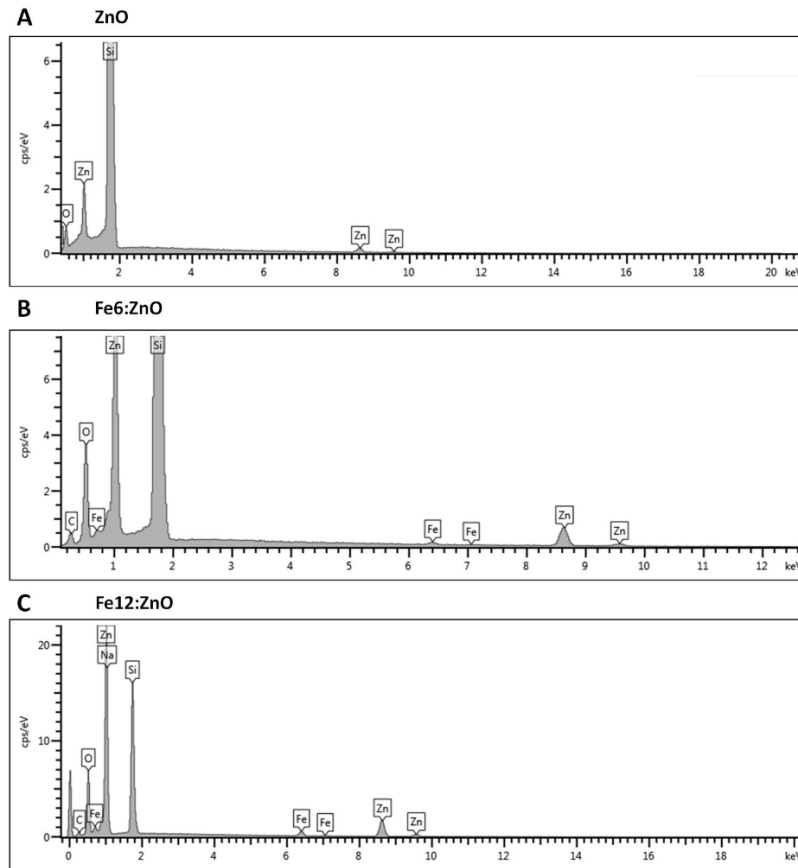 A ZnO
Si
6
Zn
4
cps/eV
2
O
Zn Zn
0
2 4 6 8 10 12 14 16 18 20 ke
B Fe6:ZnO
Zn Si
6
O
4
cps/eV
2
C Fe Fe Fe Zn Zn
0
1 2 3 4 5 6 7 8 9 10 11 12 ke
C Fe12:ZnO
Zn
20
Na
Si
cps/eV
O
10
C Fe Fe Fe Zn Zn
0
0 2 4 6 8 10 12 14 16 18 ke